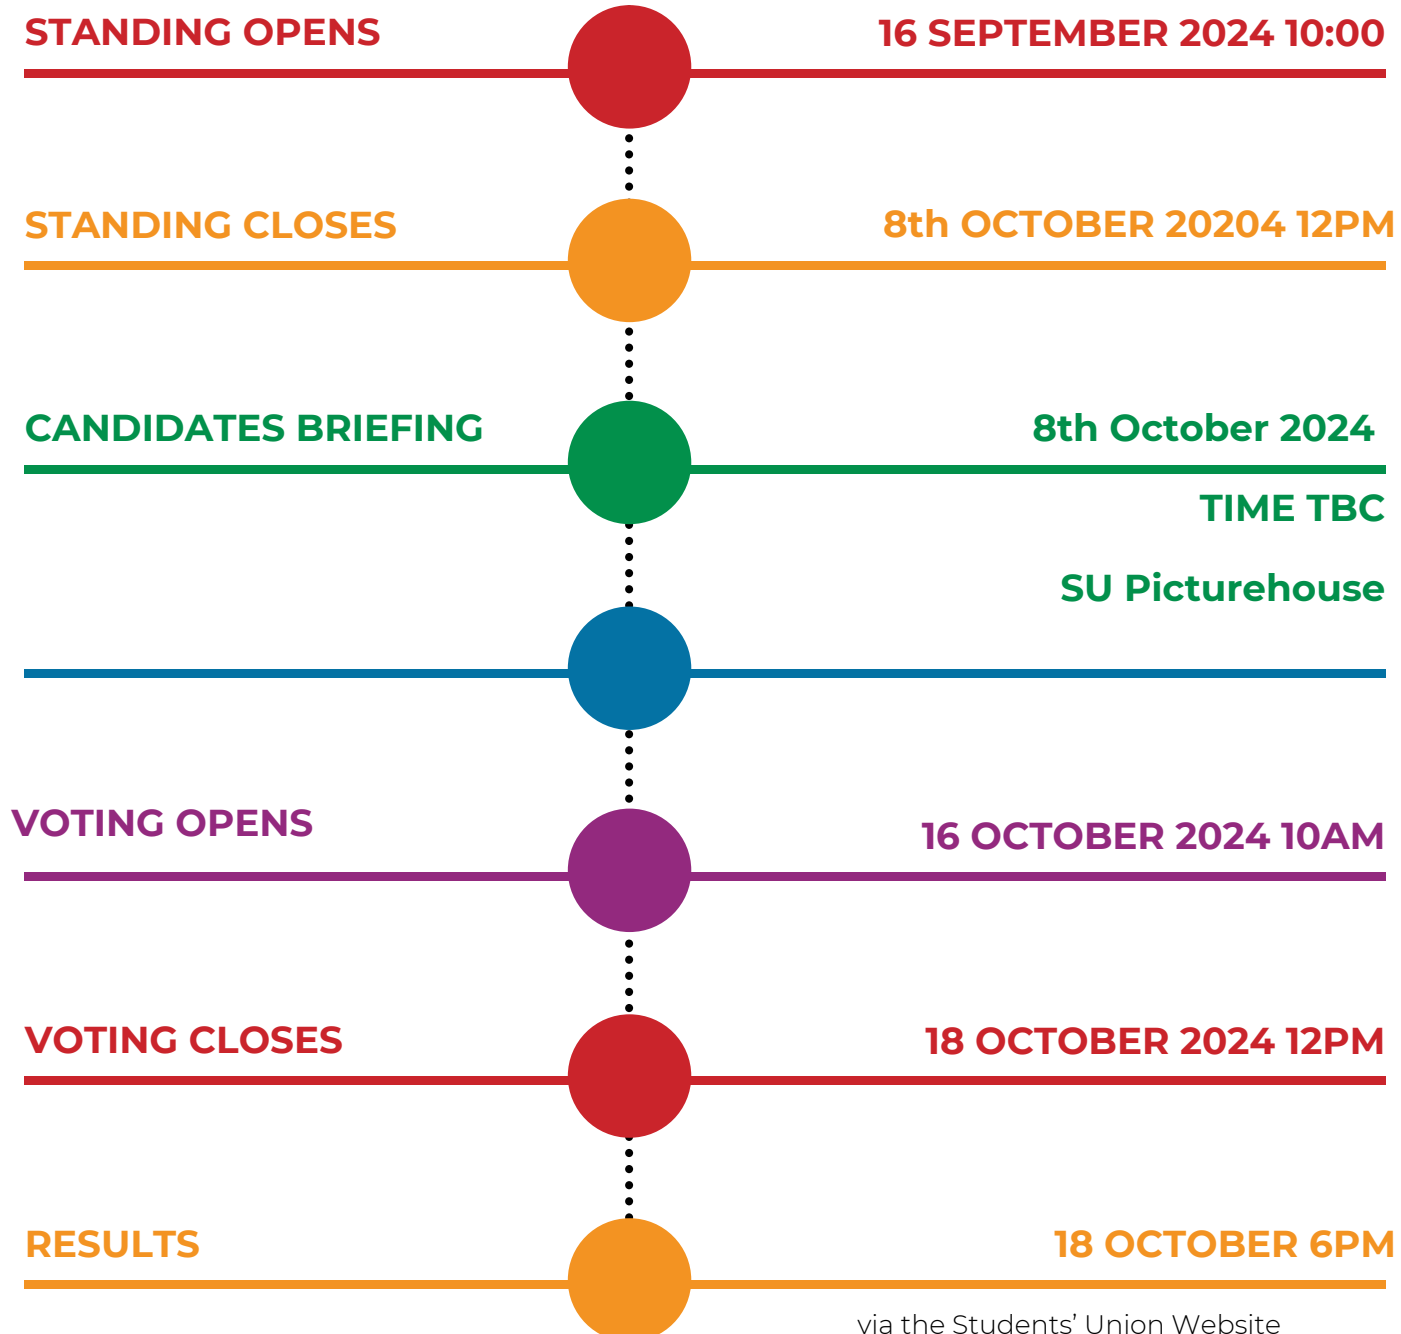 STANDING OPENS
16 SEPTEMBER 2024 10:00
STANDING CLOSES
8th OCTOBER 20204 12PM
CANDIDATES BRIEFING
8th October 2024
TIME TBC
SU Picturehouse
VOTING OPENS
16 OCTOBER 2024 10AM
VOTING CLOSES
18 OCTOBER 2024 12PM
RESULTS
18 OCTOBER 6PM
via the Students’ Union Website